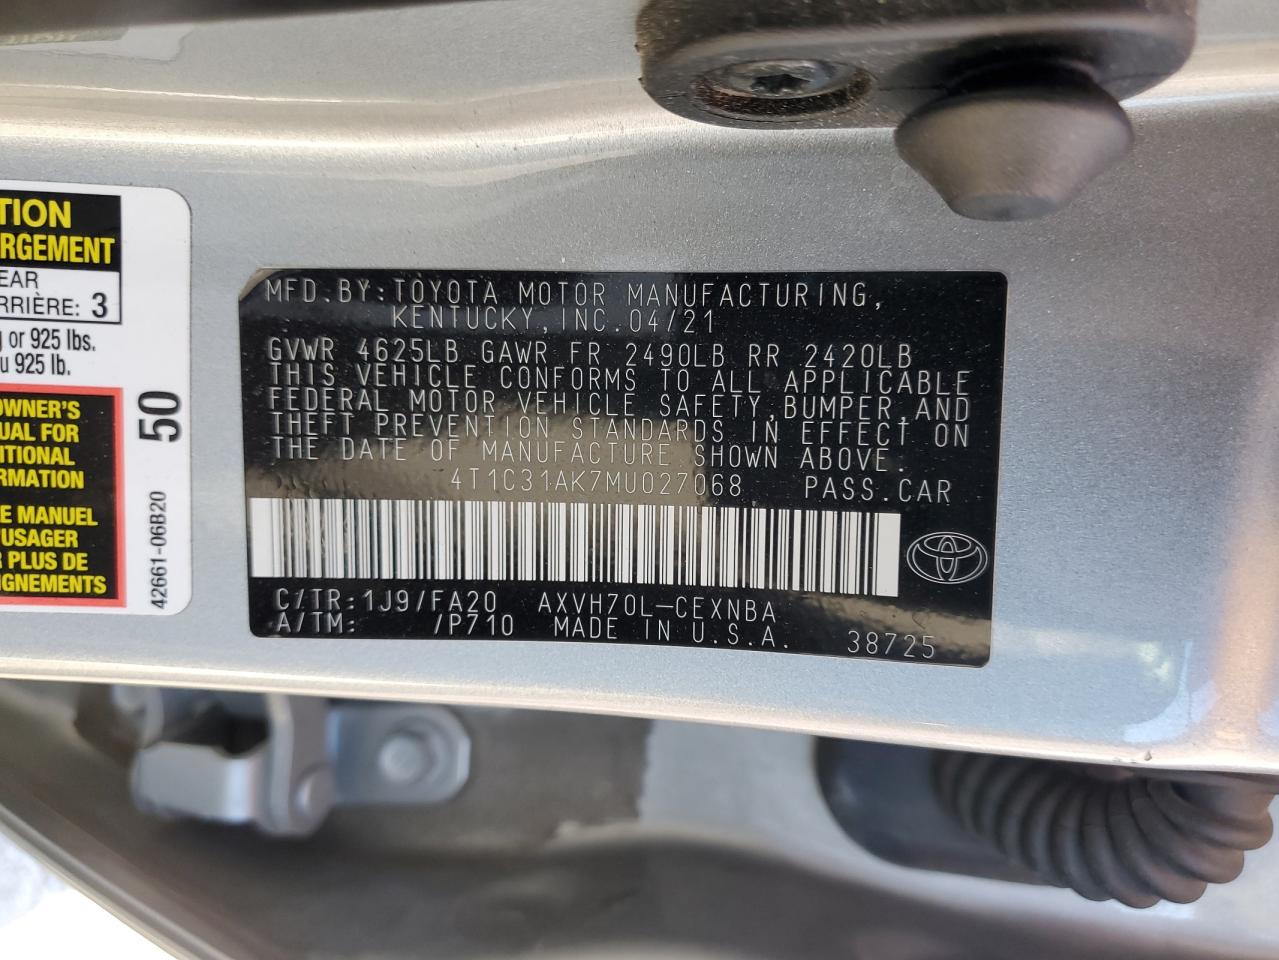 TION
RGEMENT
EAR
RRIÈRE: 3
or 925 lbs.
u 925 lb.
OWNER'S
UAL FOR
ITIONAL
RMATION
E MANUEL
'USAGER
R PLUS DE
IGNEMENTS
50
42661-06B20
MFD.BY:TOYOTA MOTOR MANUFACTURING,
KENTUCKY,INC.04/21
GVWR 4625LB GAWR FR 2490LB RR 2420LB
THIS VEHICLE CONFORMS TO ALL APPLICABLE
FEDERAL MOTOR VEHICLE SAFETY,BUMPER,AND
THEFT PREVENTION STANDARDS IN EFFECT ON
THE DATE OF MANUFACTURE SHOWN ABOVE.
4T1C31AK7MU027068 PASS.CAR
C/TR:1J9/FA20 AXVH70L-CEXNBA
A/TM: /P710 MADE IN U.S.A. 38725